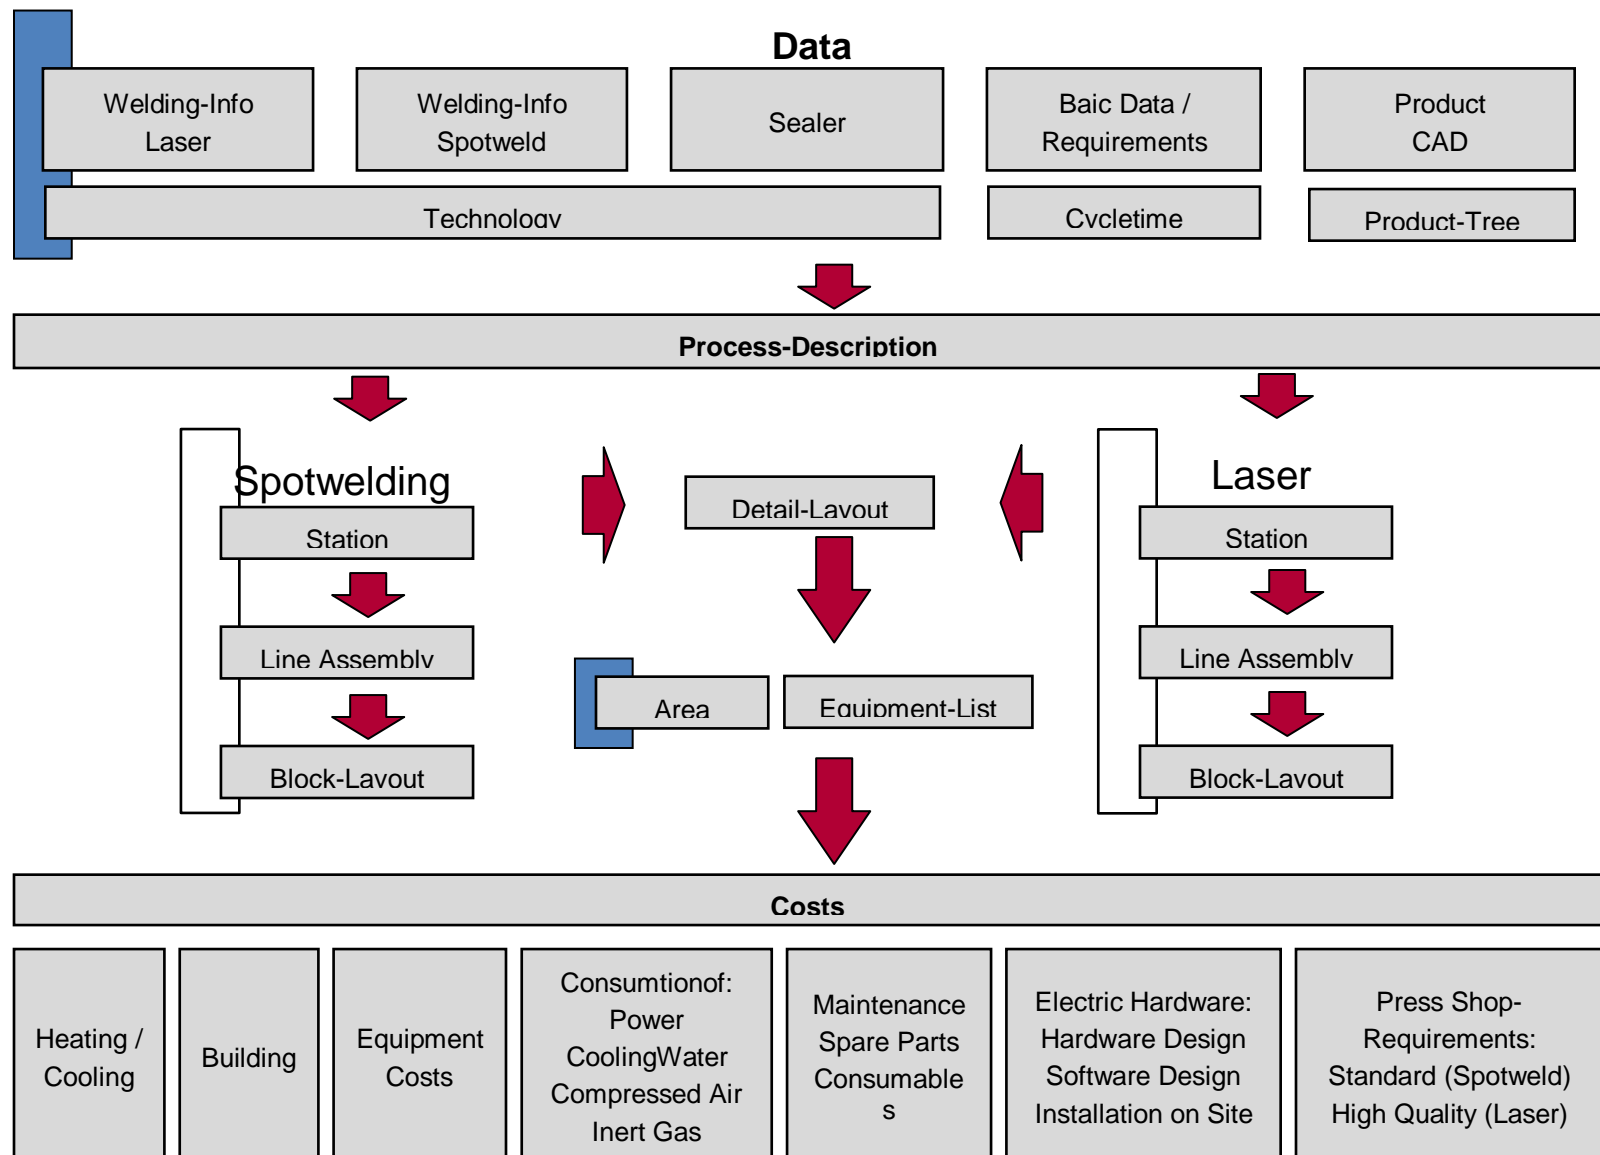 Data
Welding-Info
Laser
Welding-Info
Spotweld
Sealer
Baic Data /
Requirements
Product
CAD
Technology
Cycletime
Product-Tree
Process-Description
Spotwelding
Station
Line Assembly
Block-Layout
Detail-Layout
Area
Equipment-List
Laser
Station
Line Assembly
Block-Layout
Costs
Heating /
Cooling
Building
Equipment
Costs
Consumtionof:
Power
CoolingWater
Compressed Air
Inert Gas
Maintenance
Spare Parts
Consumable
s
Electric Hardware:
Hardware Design
Software Design
Installation on Site
Press Shop-
Requirements:
Standard (Spotweld)
High Quality (Laser)